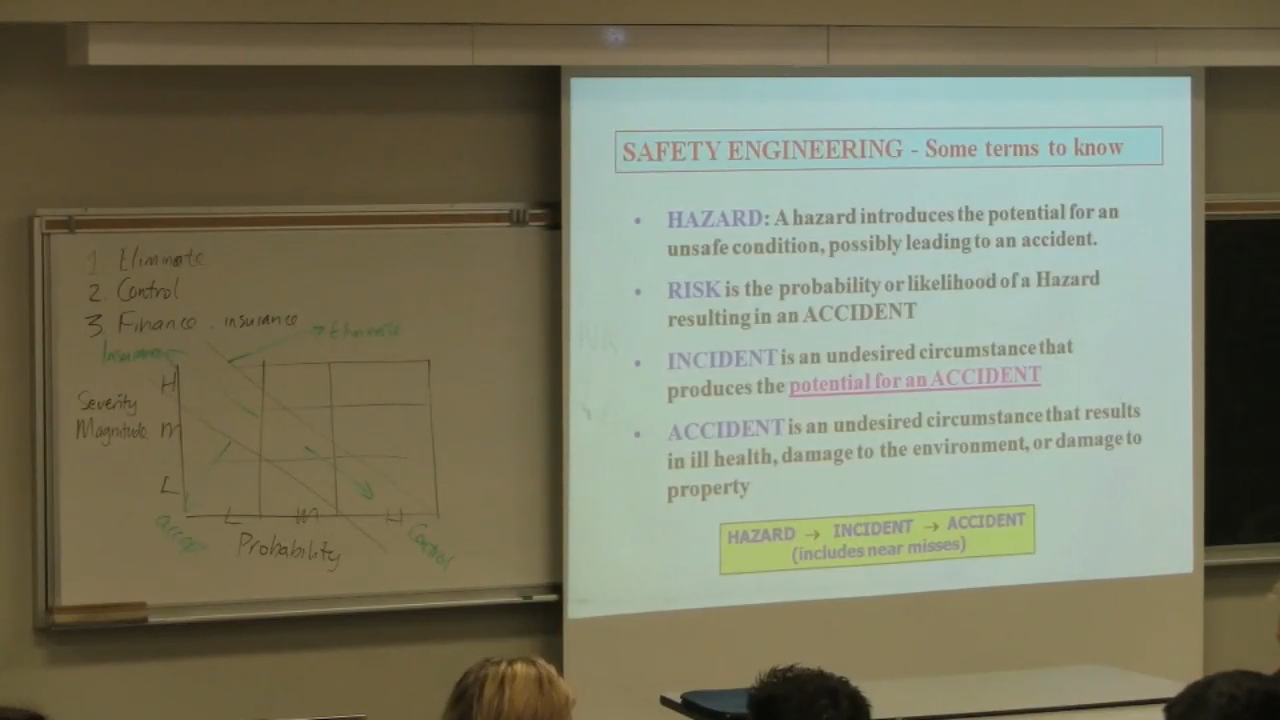 1. Eliminate
2. Control
3. Finance . insurance
Eliminate
Insurance
H
Severity
Magnitude M
L
L M H
accept
Probability
Control
SAFETY ENGINEERING - Some terms to know
• HAZARD: A hazard introduces the potential for an
unsafe condition, possibly leading to an accident.
• RISK is the probability or likelihood of a Hazard
resulting in an ACCIDENT
• INCIDENT is an undesired circumstance that
produces the potential for an ACCIDENT
• ACCIDENT is an undesired circumstance that results
in ill health, damage to the environment, or damage to
property
HAZARD → INCIDENT → ACCIDENT
(includes near misses)